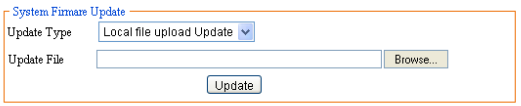 System Firmare Update
Update Type Local file upload Update
Update File Browse...
Update